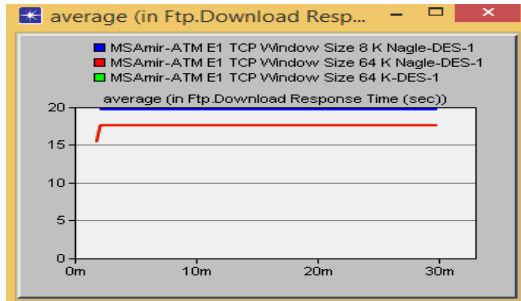 average (in Ftp.Download Resp...
MSAmir-ATM E1 TCP Window Size 8 K Nagle-DES-1
MSAmir-ATM E1 TCP Window Size 64 K Nagle-DES-1
MSAmir-ATM E1 TCP Window Size 64 K-DES-1
average (in Ftp.Download Response Time (sec))
20
15
10
5
0
0m 10m 20m 30m